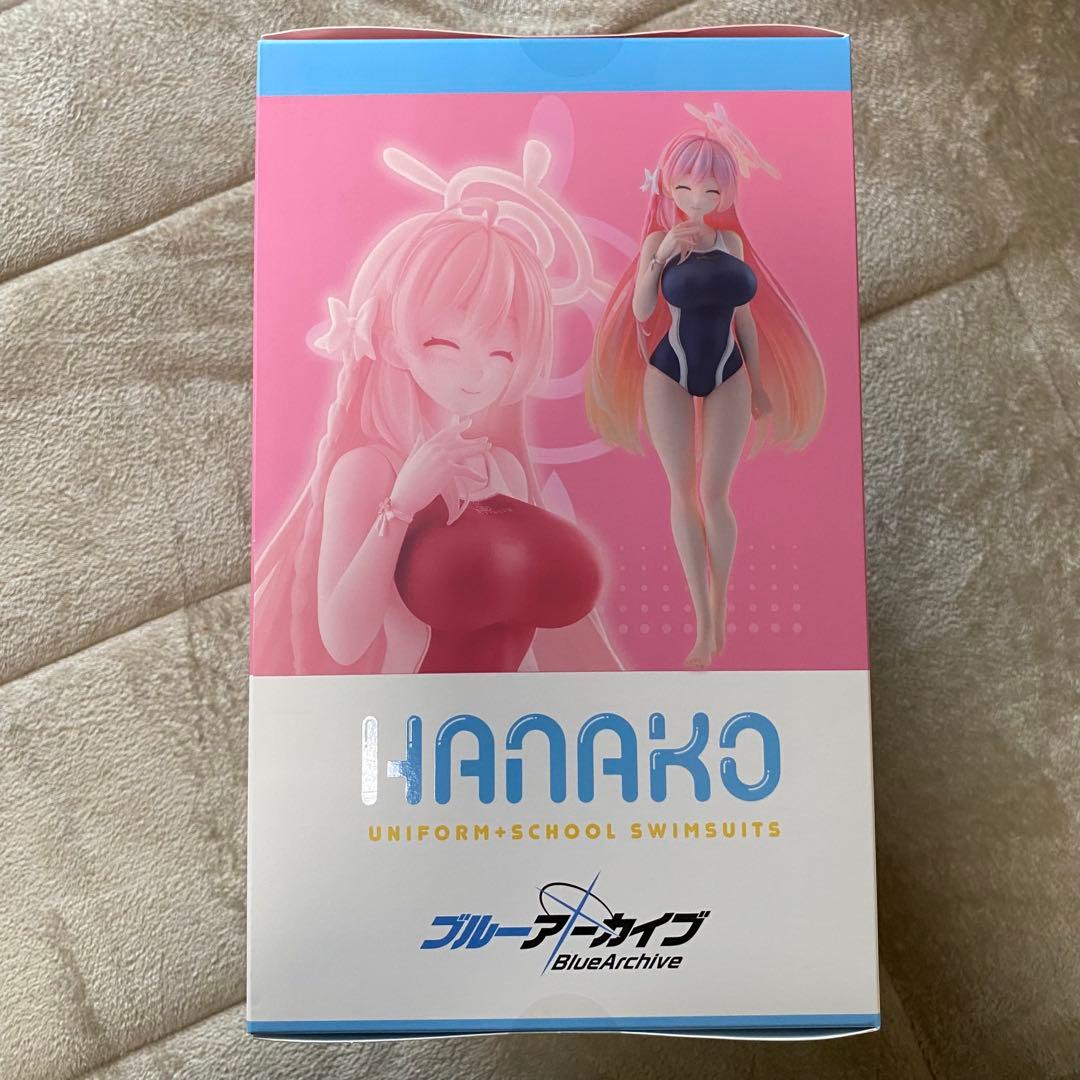 HANAKO
UNIFORM+SCHOOL SWIMSUITS
ブルーアーカイブ
BlueArchive